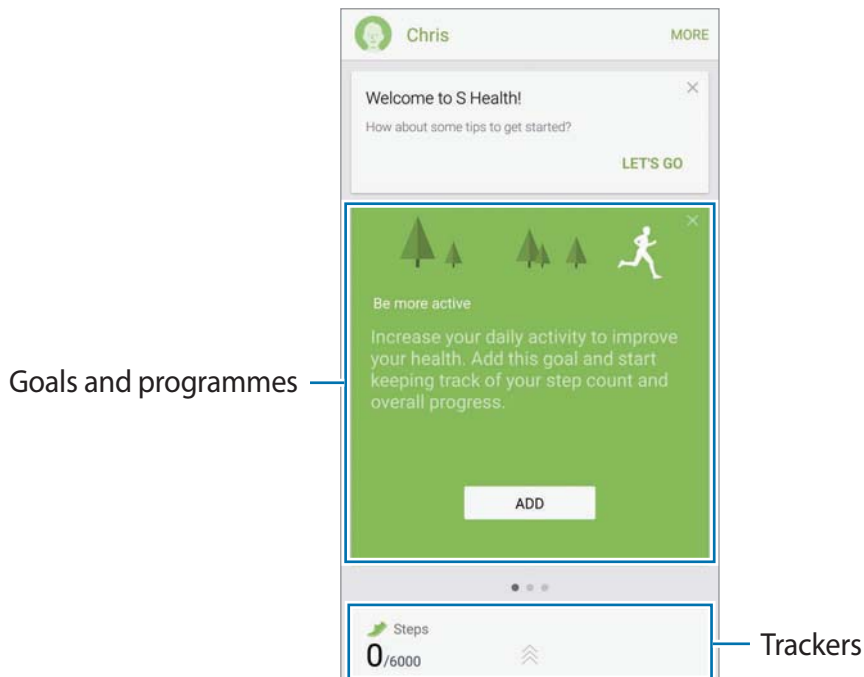 Chris
MORE
Welcome to S Health!
How about some tips to get started?
LET'S GO
Be more active
Increase your daily activity to improve
your health. Add this goal and start
keeping track of your step count and
overall progress.
Goals and programmes
ADD
Steps
0/6000
Trackers